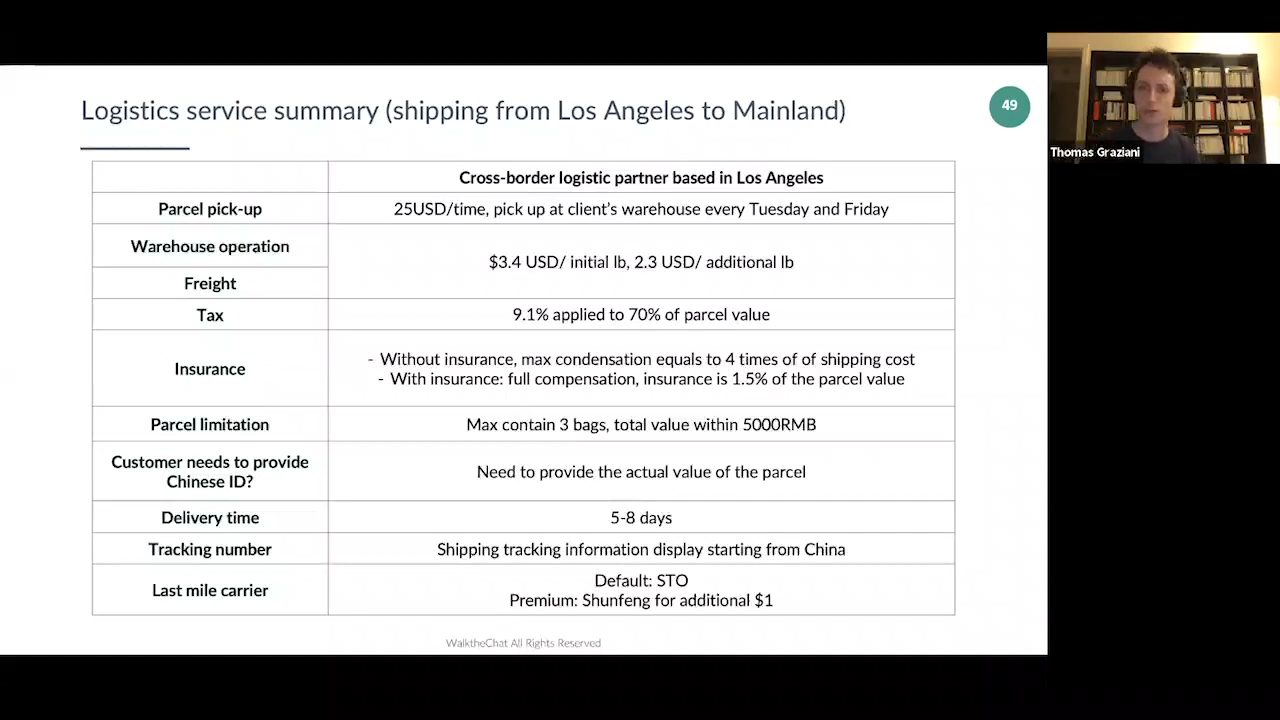 Logistics service summary (shipping from Los Angeles to Mainland)
49
Thomas Graziani
Cross-border logistic partner based in Los Angeles
Parcel pick-up
25USD/time, pick up at client's warehouse every Tuesday and Friday
Warehouse operation
$3.4 USD/ initial lb, 2.3 USD/ additional lb
Freight
Tax
9.1% applied to 70% of parcel value
Insurance
- Without insurance, max condensation equals to 4 times of of shipping cost
- With insurance: full compensation, insurance is 1.5% of the parcel value
Parcel limitation
Max contain 3 bags, total value within 5000RMB
Customer needs to provide
Chinese ID?
Need to provide the actual value of the parcel
Delivery time
5-8 days
Tracking number
Shipping tracking information display starting from China
Last mile carrier
Default: STO
Premium: Shunfeng for additional $1
WalktheChat All Rights Reserved